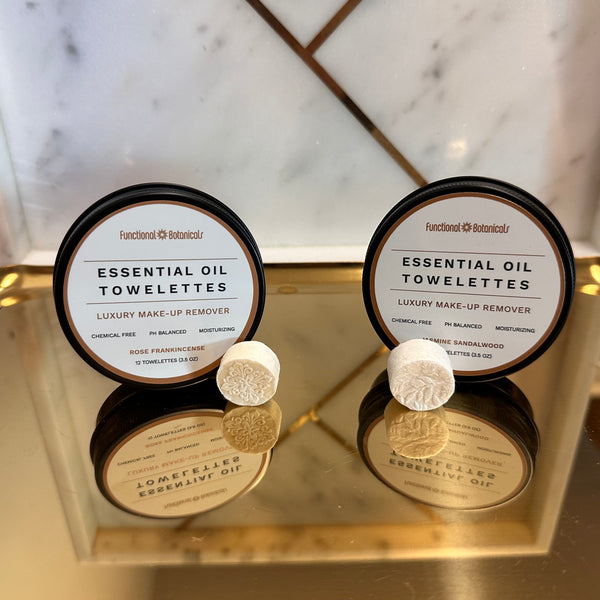 Functional Botanicals
ESSENTIAL OIL
TOWELETTES
LUXURY MAKE-UP REMOVER
CHEMICAL FREE PH BALANCED MOISTURIZING
ROSE FRANKINCENSE
12 TOWELETTES (3.5 OZ)
Functional Botanicals
ESSENTIAL OIL
TOWELETTES
LUXURY MAKE-UP REMOVER
CHEMICAL FREE PH BALANCED MOISTURIZING
SANDALWOOD
TOWELETTES (3.5 OZ)